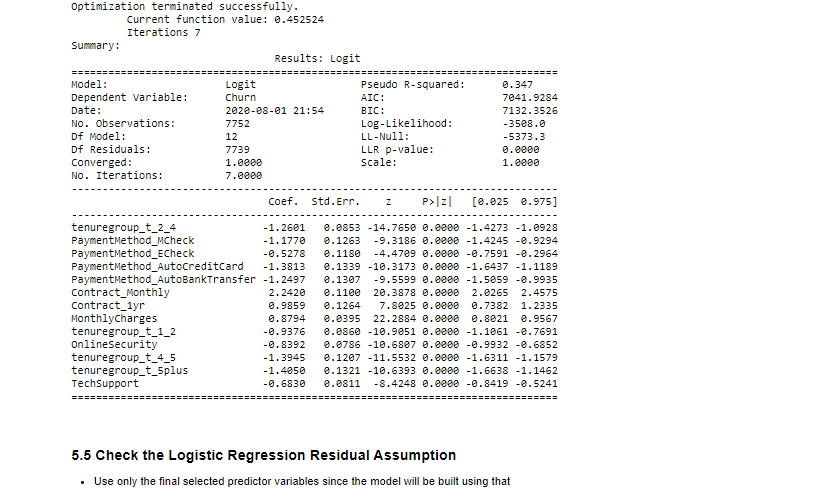 Optimization terminated successfully.
Current function value: 0.452524
Iterations 7
Summary:
Results: Logit
================================================================================
Model: Logit Pseudo R-squared: 0.347
Dependent Variable: Churn AIC: 7041.9284
Date: 2020-08-01 21:54 BIC: 7132.3526
No. Observations: 7752 Log-Likelihood: -3508.0
Df Model: 12 LL-Null: -5373.3
Df Residuals: 7739 LLR p-value: 0.0000
Converged: 1.0000 Scale: 1.0000
No. Iterations: 7.0000
--------------------------------------------------------------------------------
Coef. Std.Err. z P>|z| [0.025 0.975]
--------------------------------------------------------------------------------
tenuregroup_t_2_4 -1.2601 0.0853 -14.7650 0.0000 -1.4273 -1.0928
PaymentMethod_MCheck -1.1770 0.1263 -9.3186 0.0000 -1.4245 -0.9294
PaymentMethod_ECheck -0.5278 0.1180 -4.4709 0.0000 -0.7591 -0.2964
PaymentMethod_AutoCreditCard -1.3813 0.1339 -10.3173 0.0000 -1.6437 -1.1189
PaymentMethod_AutoBankTransfer -1.2497 0.1307 -9.5599 0.0000 -1.5059 -0.9935
Contract_Monthly 2.2420 0.1100 20.3878 0.0000 2.0265 2.4575
Contract_1yr 0.9859 0.1264 7.8025 0.0000 0.7382 1.2335
MonthlyCharges 0.8794 0.0395 22.2884 0.0000 0.8021 0.9567
tenuregroup_t_1_2 -0.9376 0.0860 -10.9051 0.0000 -1.1061 -0.7691
OnlineSecurity -0.8392 0.0786 -10.6807 0.0000 -0.9932 -0.6852
tenuregroup_t_4_5 -1.3945 0.1207 -11.5532 0.0000 -1.6311 -1.1579
tenuregroup_t_5plus -1.4050 0.1321 -10.6393 0.0000 -1.6638 -1.1462
TechSupport -0.6830 0.0811 -8.4248 0.0000 -0.8419 -0.5241
================================================================================
5.5 Check the Logistic Regression Residual Assumption
• Use only the final selected predictor variables since the model will be built using that